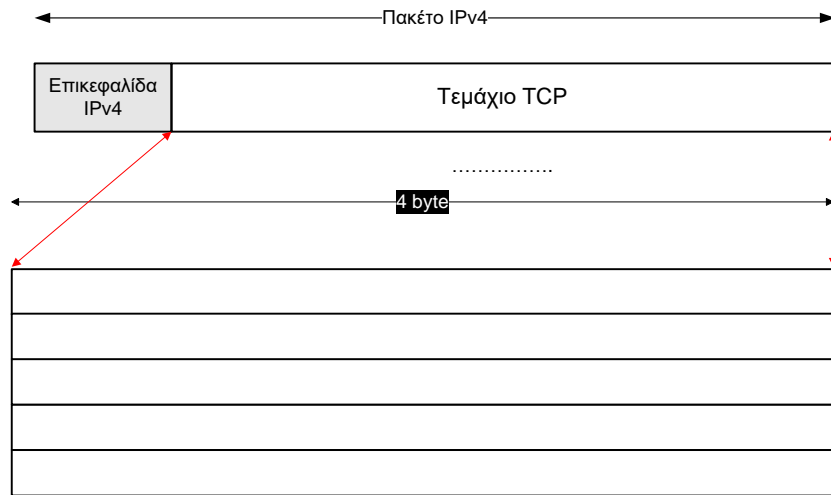 Πακέτο IPv4
Επικεφαλίδα
IPv4
Τεμάχιο TCP
................
4 byte